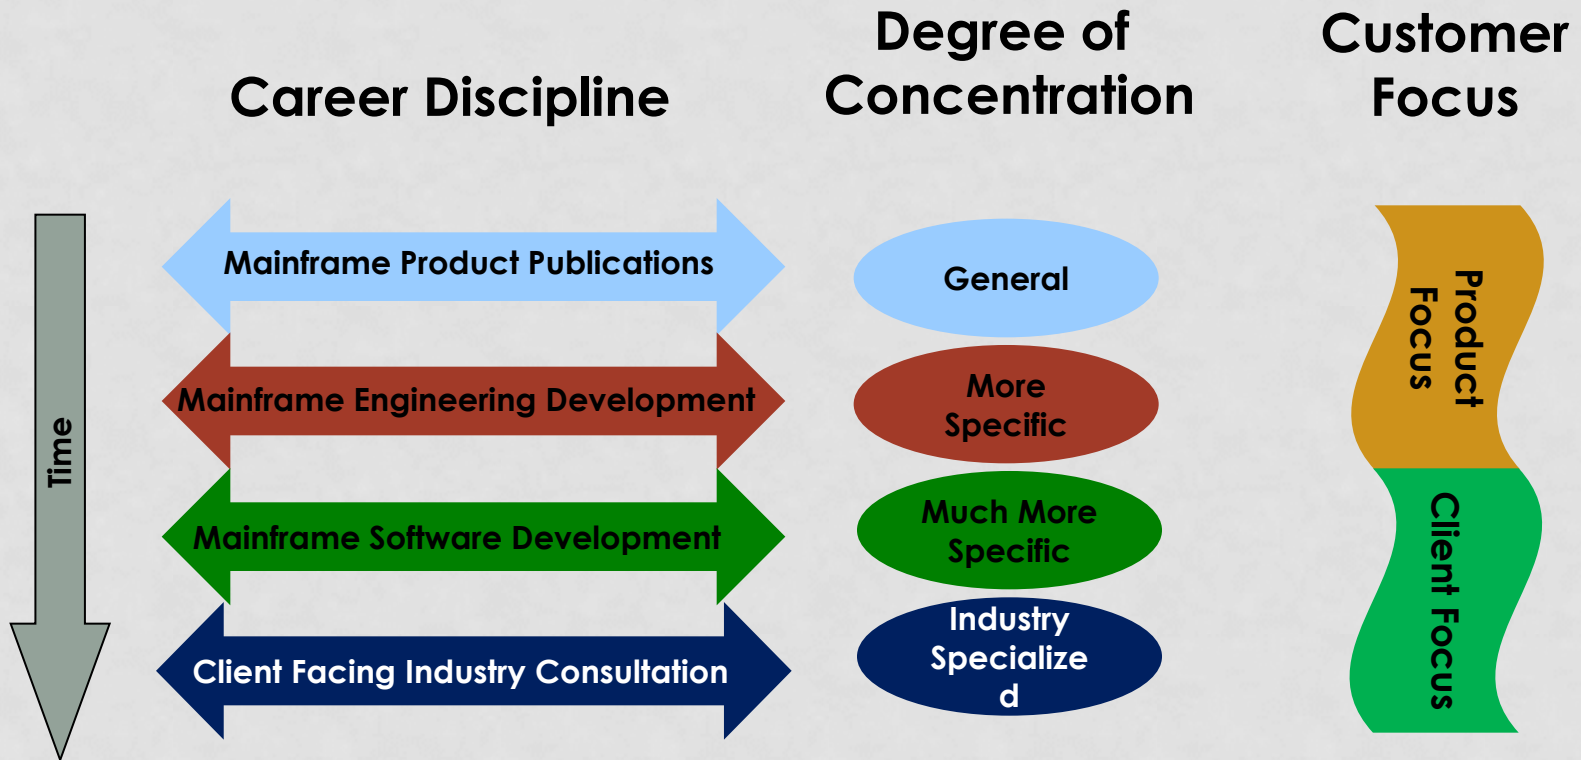 Career Discipline
Degree of
Concentration
Customer
Focus
Time
Mainframe Product Publications
General
Mainframe Engineering Development
More
Specific
Mainframe Software Development
Much More
Specific
Client Facing Industry Consultation
Industry
Specialize
d
Product
Focus
Client Focus